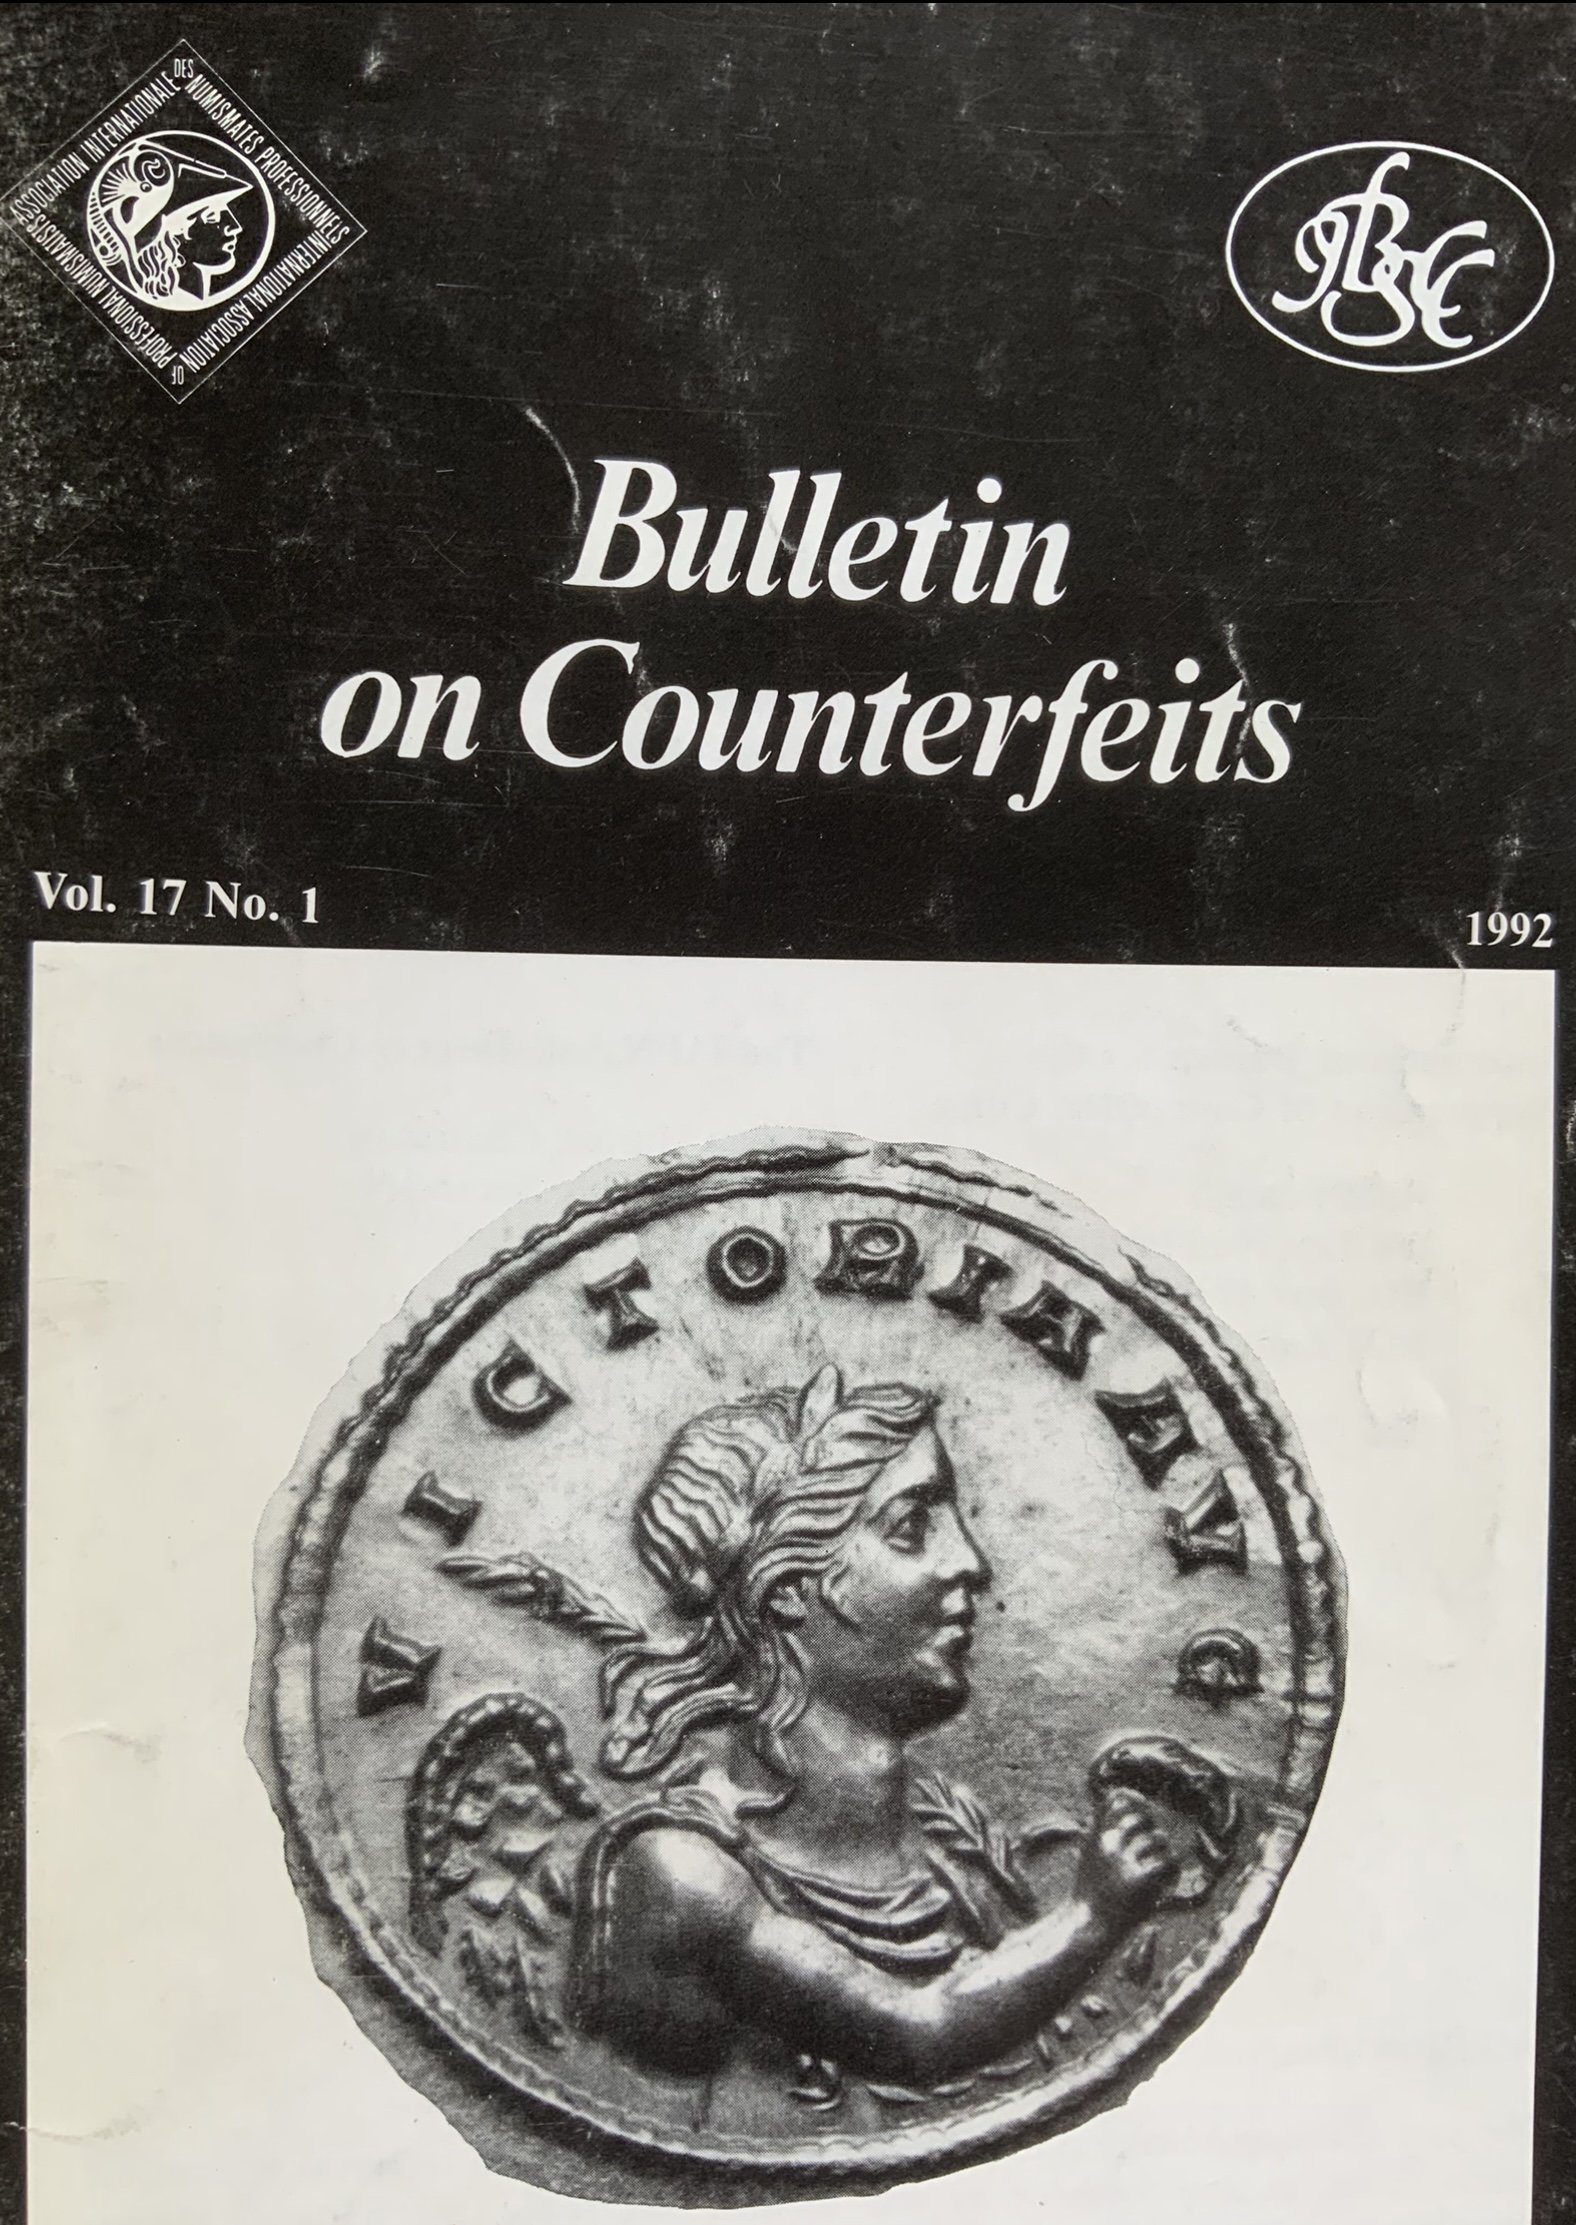 ASSOCIATION INTERNATIONALE DES NUMISMATES PROFESSIONNELS
INTERNATIONAL ASSOCIATION OF PROFESSIONAL NUMISMATISTS
IBSCC
Bulletin
on Counterfeits
Vol. 17 No. 1
1992
VICTORIA AVG